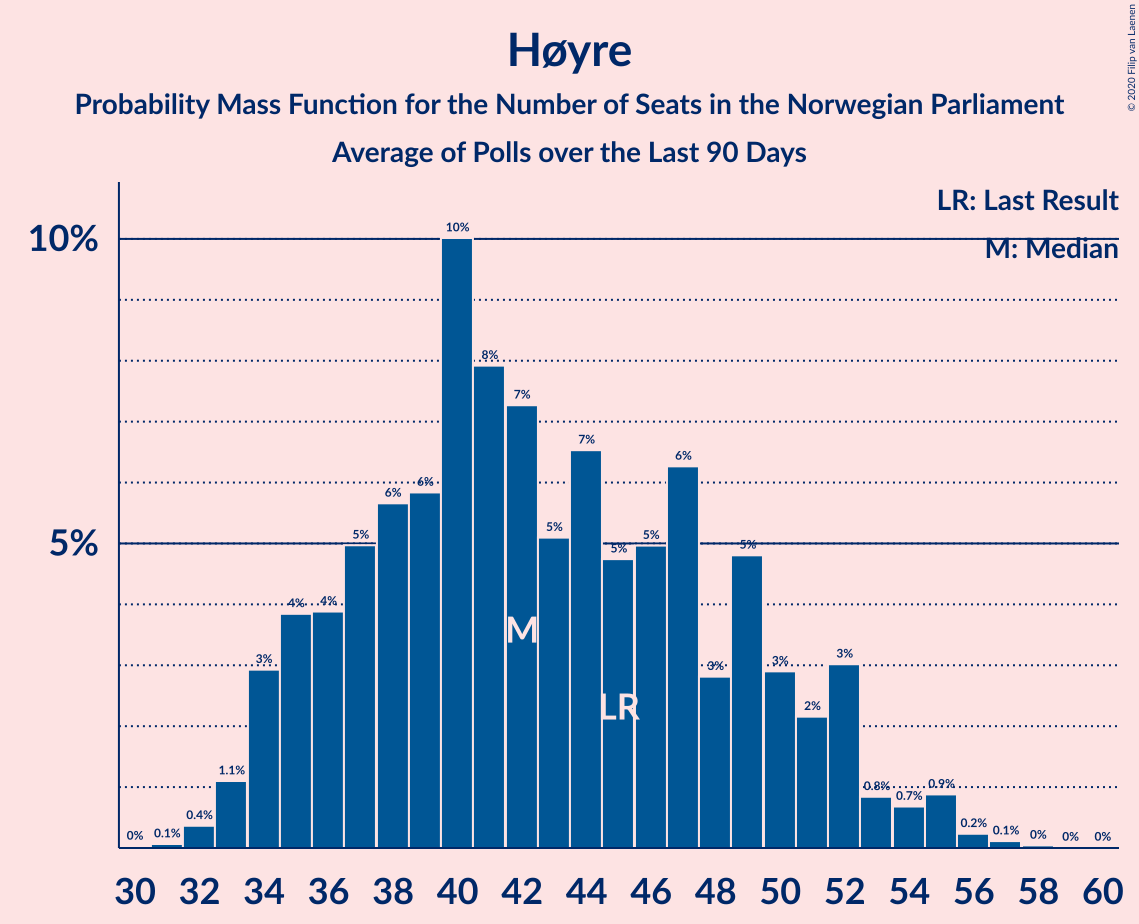 Høyre
Probability Mass Function for the Number of Seats in the Norwegian Parliament
Average of Polls over the Last 90 Days
© 2020 Filip van Laenen
LR: Last Result
M: Median
10%
5%
0% 0.1% 0.4% 1.1% 3% 4% 4% 5% 6% 6% 10% 8% 7% 5% 7% 5% 5% 6% 3% 5% 3% 2% 3% 0.8% 0.7% 0.9% 0.2% 0.1% 0% 0% 0%
M
LR
30 32 34 36 38 40 42 44 46 48 50 52 54 56 58 60